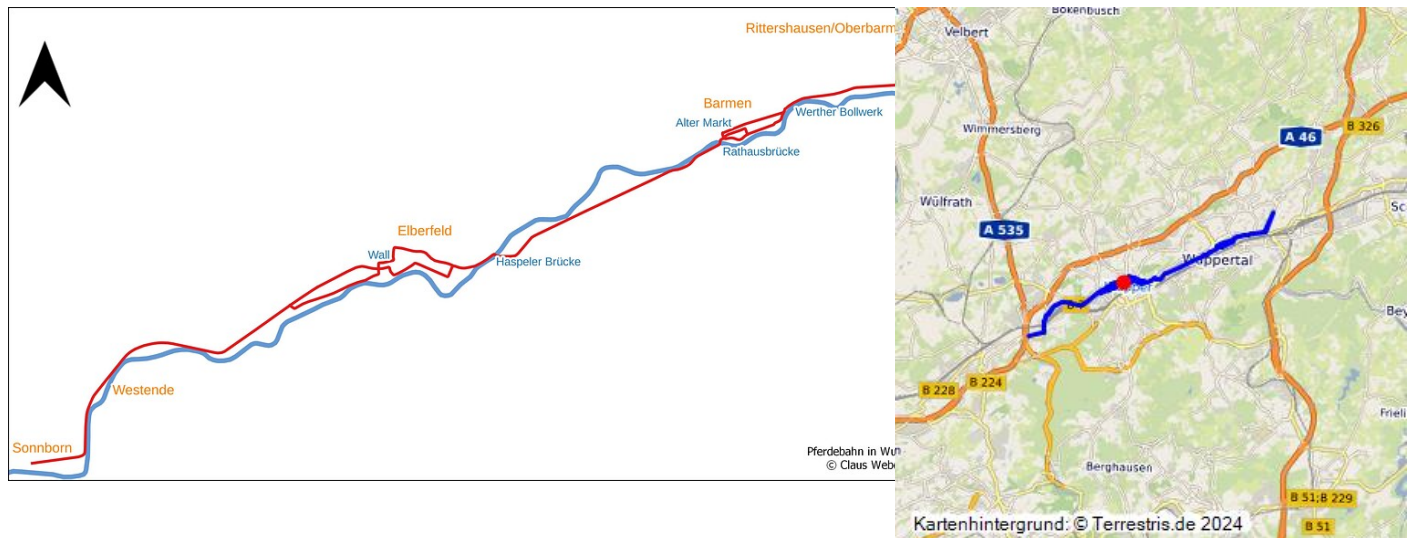 Rittershausen/Oberbarm
Barmen
Alter Markt
Werther Bollwerk
Rathausbrücke
Elberfeld
Wall
Haspeler Brücke
Westende
Sonnborn
Pferdebahn in Wu
© Claus Webe
Bokenbusch
Velbert
A 46
B 326
Wimmersberg
Wülfrath
A 535
Wuppertal
B 228
B 224
Berghausen
B 51;B 229
B 51
Kartenhintergrund: © Terrestris.de 2024